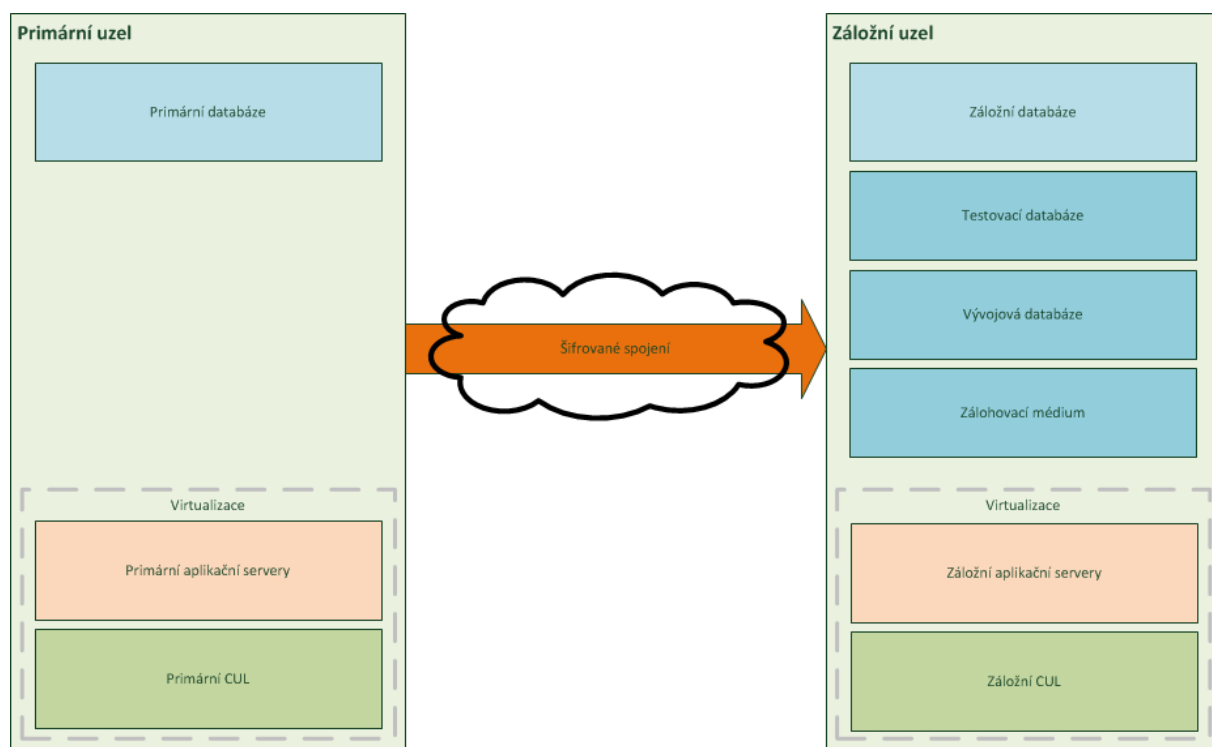 Primární uzel
Primární databáze
Virtualizace
Primární aplikační servery
Primární CUL
Šifrované spojení
Záložní uzel
Záložní databáze
Testovací databáze
Vývojová databáze
Zálohovací médium
Virtualizace
Záložní aplikační servery
Záložní CUL